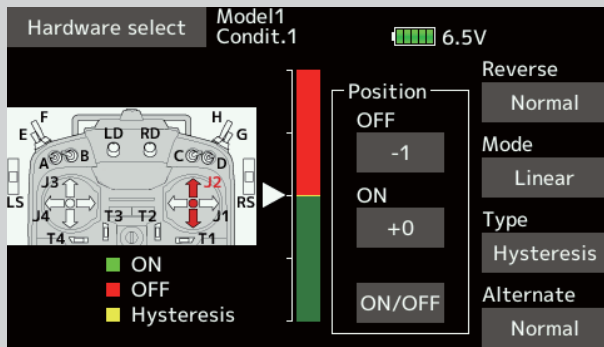 Hardware select
Model1
Condit.1
6.5V
F
H
E
G
LD RD
A B
C D
J3
J2
LS
RS
J4
T3 T2
J1
T4
T1
ON
OFF
Hysteresis
Position
OFF
-1
ON
+0
ON/OFF
Reverse
Normal
Mode
Linear
Type
Hysteresis
Alternate
Normal